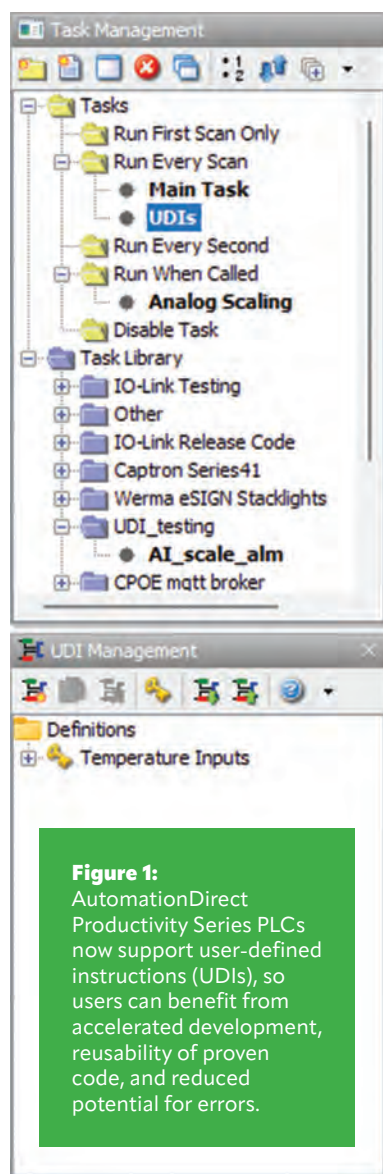 Task Management
Tasks
Run First Scan Only
Run Every Scan
Main Task
UDIs
Run Every Second
Run When Called
Analog Scaling
Disable Task
Task Library
IO-Link Testing
Other
IO-Link Release Code
Captron Series41
Werma eSIGN Stacklights
UDI_testing
AI_scale_alm
CPOE mqtt broker
UDI Management
Definitions
Temperature Inputs
Figure 1:
AutomationDirect
Productivity Series PLCs
now support user-defined
instructions (UDIs), so
users can benefit from
accelerated development,
reusability of proven
code, and reduced
potential for errors.